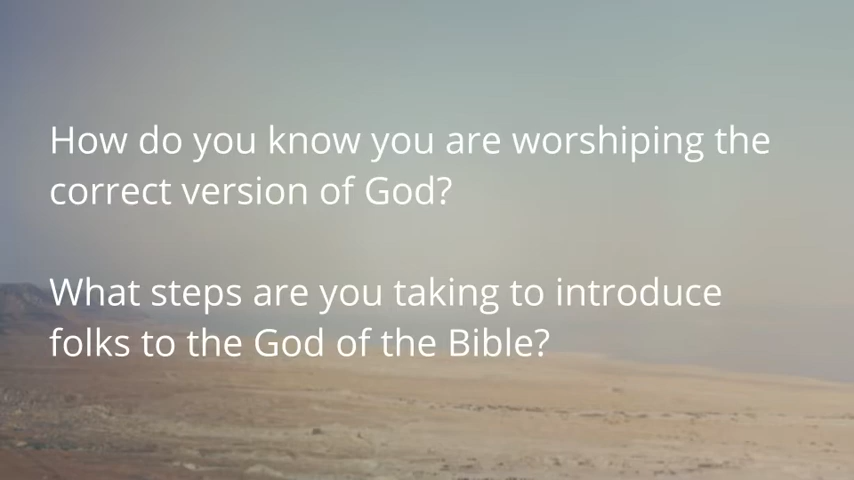 How do you know you are worshiping the
correct version of God?
What steps are you taking to introduce
folks to the God of the Bible?